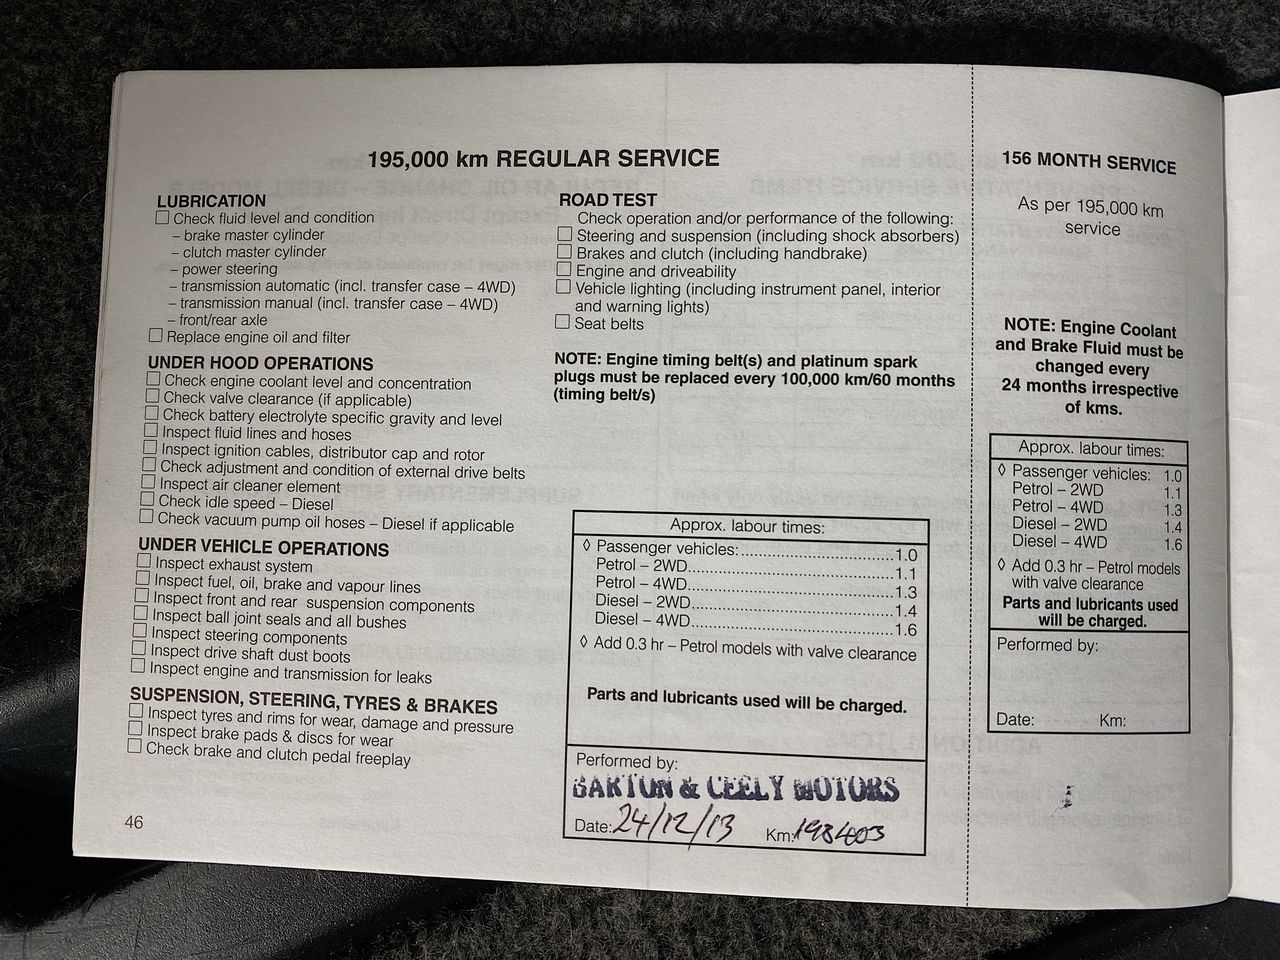 195,000 km REGULAR SERVICE
LUBRICATION
Check fluid level and condition
– brake master cylinder
– clutch master cylinder
– power steering
– transmission automatic (incl. transfer case – 4WD)
– transmission manual (incl. transfer case – 4WD)
– front/rear axle
Replace engine oil and filter
UNDER HOOD OPERATIONS
Check engine coolant level and concentration
Check valve clearance (if applicable)
Check battery electrolyte specific gravity and level
Inspect fluid lines and hoses
Inspect ignition cables, distributor cap and rotor
Check adjustment and condition of external drive belts
Inspect air cleaner element
Check idle speed – Diesel
Check vacuum pump oil hoses – Diesel if applicable
UNDER VEHICLE OPERATIONS
Inspect exhaust system
Inspect fuel, oil, brake and vapour lines
Inspect front and rear suspension components
Inspect ball joint seals and all bushes
Inspect steering components
Inspect drive shaft dust boots
Inspect engine and transmission for leaks
SUSPENSION, STEERING, TYRES & BRAKES
Inspect tyres and rims for wear, damage and pressure
Inspect brake pads & discs for wear
Check brake and clutch pedal freeplay
46
ROAD TEST
Check operation and/or performance of the following:
Steering and suspension (including shock absorbers)
Brakes and clutch (including handbrake)
Engine and driveability
Vehicle lighting (including instrument panel, interior
and warning lights)
Seat belts
NOTE: Engine timing belt(s) and platinum spark
plugs must be replaced every 100,000 km/60 months
(timing belt/s)
Approx. labour times:
◊ Passenger vehicles:..............................1.0
Petrol – 2WD........................................1.1
Petrol – 4WD........................................1.3
Diesel – 2WD........................................1.4
Diesel – 4WD........................................1.6
◊ Add 0.3 hr – Petrol models with valve clearance
Parts and lubricants used will be charged.
Performed by:
BARTON & CEELY MOTORS
Date: 24/12/13 Km: 193403
156 MONTH SERVICE
As per 195,000 km
service
NOTE: Engine Coolant
and Brake Fluid must be
changed every
24 months irrespective
of kms.
Approx. labour times:
◊ Passenger vehicles: 1.0
Petrol – 2WD 1.1
Petrol – 4WD 1.3
Diesel – 2WD 1.4
Diesel – 4WD 1.6
◊ Add 0.3 hr – Petrol models
with valve clearance
Parts and lubricants used
will be charged.
Performed by:
Date: Km: